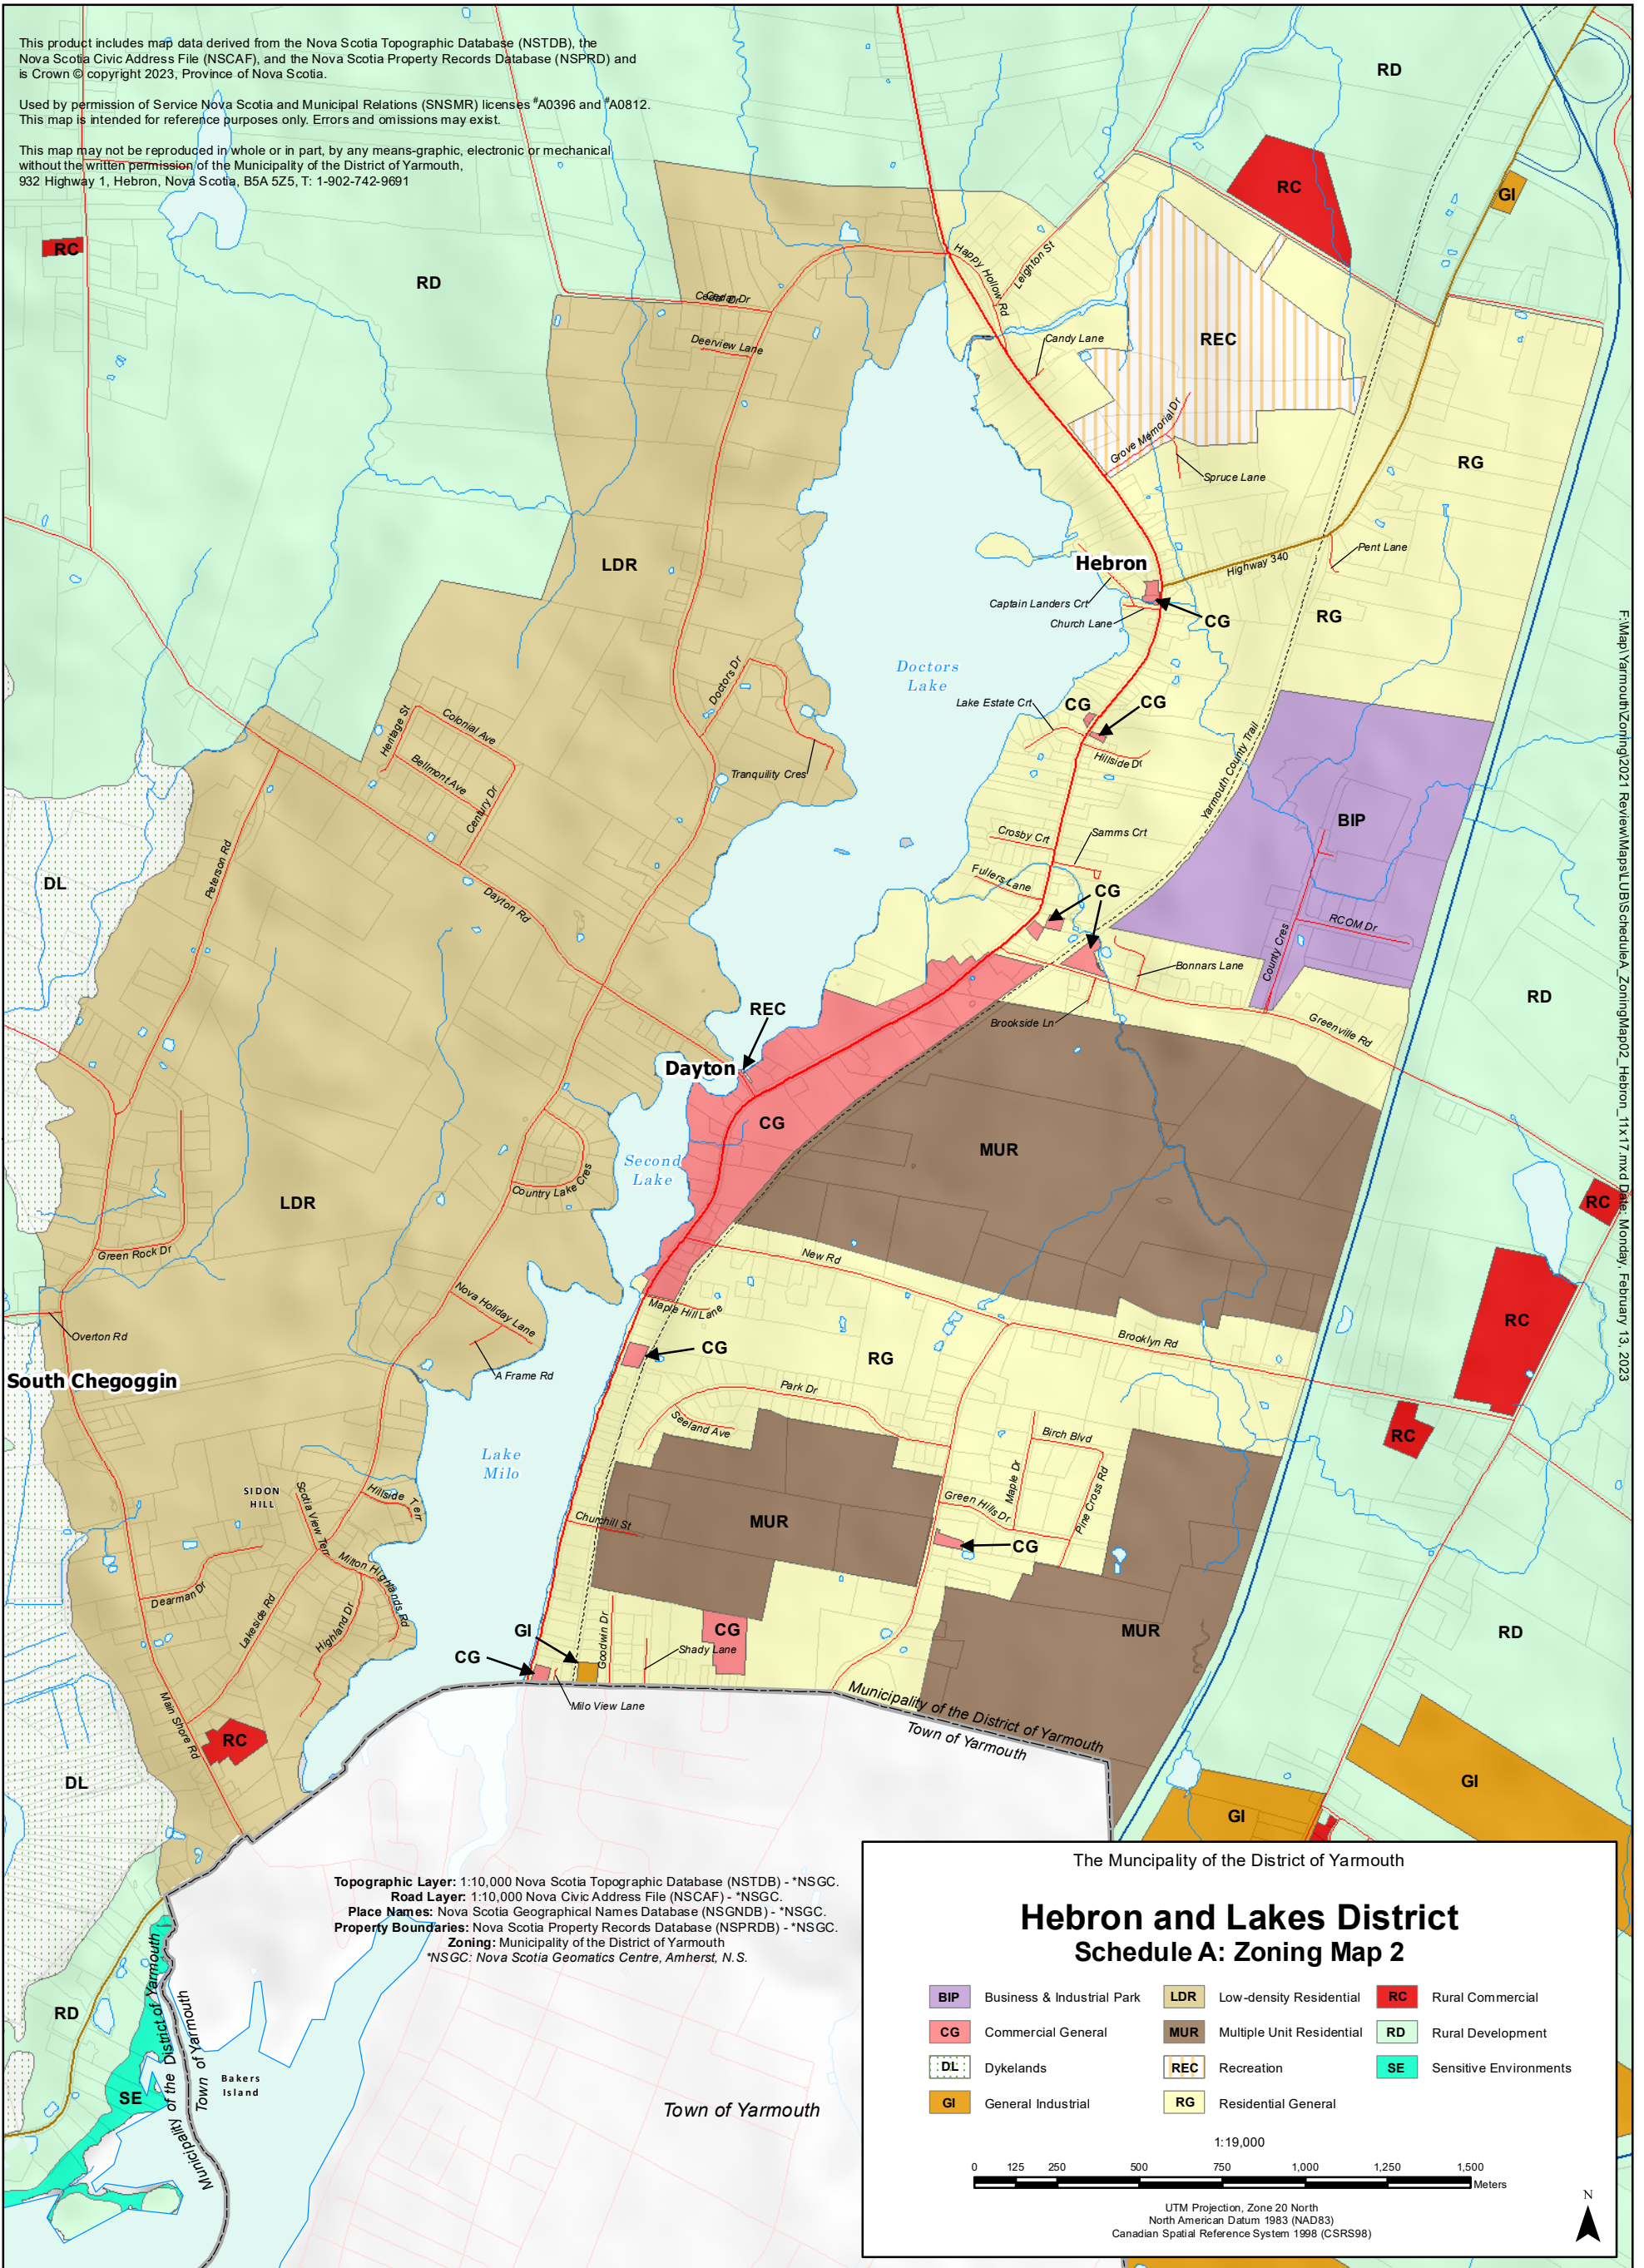 This product includes map data derived from the Nova Scotia Topographic Database (NSTDB), the
Nova Scotia Civic Address File (NSCAF), and the Nova Scotia Property Records Database (NSPRD) and
is Crown © copyright 2023, Province of Nova Scotia.
Used by permission of Service Nova Scotia and Municipal Relations (SNSMR) licenses #A0396 and #A0812.
This map is intended for reference purposes only. Errors and omissions may exist.
This map may not be reproduced in whole or in part, by any means-graphic, electronic or mechanical
without the written permission of the Municipality of the District of Yarmouth,
932 Highway 1, Hebron, Nova Scotia, B5A 5Z5, T: 1-902-742-9691
RD
RC
GI
RC
RD
Happy Hollow Rd
Leighton St
Cedar Dr
Cedar Dr
Deerview Lane
Candy Lane
REC
Grove Memorial Dr
Spruce Lane
RG
LDR
Hebron
Highway 340
Pent Lane
Captain Landers Crt
Church Lane
CG
RG
Doctors
Lake
Doctors Dr
Lake Estate Crt
CG
CG
Hillside Dr
Heritage St
Colonial Ave
Bellmont Ave
Century Dr
Tranquility Cres
Yarmouth County Trail
BIP
Peterson Rd
Crosby Crt
Samms Crt
Fullers Lane
CG
DL
Dayton Rd
RCOM Dr
County Cres
Bonnars Lane
RD
Brookside Ln
Greenville Rd
REC
Dayton
CG
MUR
Second
Lake
Country Lake Cres
LDR
RC
Green Rock Dr
New Rd
Nova Holiday Lane
Maple Hill Lane
Overton Rd
Brooklyn Rd
RC
CG
A Frame Rd
RG
South Chegoggin
Park Dr
Seeland Ave
Birch Blvd
RC
Lake
Milo
Maple Dr
Pine Cross Rd
SIDON
HILL
Scotia View Terr
Hillside Terr
Green Hills Dr
Churchill St
MUR
CG
Milton Highlands Rd
Dearman Dr
Lakeside Rd
Highland Dr
GI
Goodwin Dr
CG
Shady Lane
MUR
RD
CG
Milo View Lane
Main Shore Rd
RC
Municipality of the District of Yarmouth
Town of Yarmouth
DL
GI
GI
Topographic Layer: 1:10,000 Nova Scotia Topographic Database (NSTDB) - *NSGC.
Road Layer: 1:10,000 Nova Civic Address File (NSCAF) - *NSGC.
Place Names: Nova Scotia Geographical Names Database (NSGNDB) - *NSGC.
Property Boundaries: Nova Scotia Property Records Database (NSPRDB) - *NSGC.
Zoning: Municipality of the District of Yarmouth
*NSGC: Nova Scotia Geomatics Centre, Amherst, N.S.
RD
SE
Municipality of the District of Yarmouth
Town of Yarmouth
Bakers
Island
Town of Yarmouth
The Muncipality of the District of Yarmouth
Hebron and Lakes District
Schedule A: Zoning Map 2
BIP Business & Industrial Park
LDR Low-density Residential
RC Rural Commercial
CG Commercial General
MUR Multiple Unit Residential
RD Rural Development
DL Dykelands
REC Recreation
SE Sensitive Environments
GI General Industrial
RG Residential General
1:19,000
0 125 250 500 750 1,000 1,250 1,500
Meters
UTM Projection, Zone 20 North
North American Datum 1983 (NAD83)
Canadian Spatial Reference System 1998 (CSRS98)
N
F:\Map\Yarmouth\Zoning\2021 Review\Maps\LUB\ScheduleA_ZoningMap02_Hebron_11x17.mxd Date: Monday, February 13, 2023